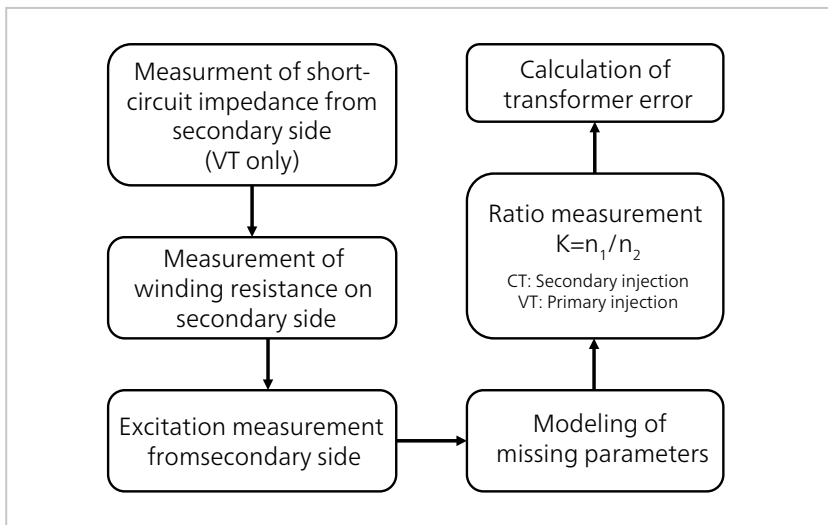 Measurment of short-
circuit impedance from
secondary side
(VT only)
Measurement of
winding resistance on
secondary side
Excitation measurement
fromsecondary side
Modeling of
missing parameters
Ratio measurement
K=n₁/n₂
CT: Secondary injection
VT: Primary injection
Calculation of
transformer error